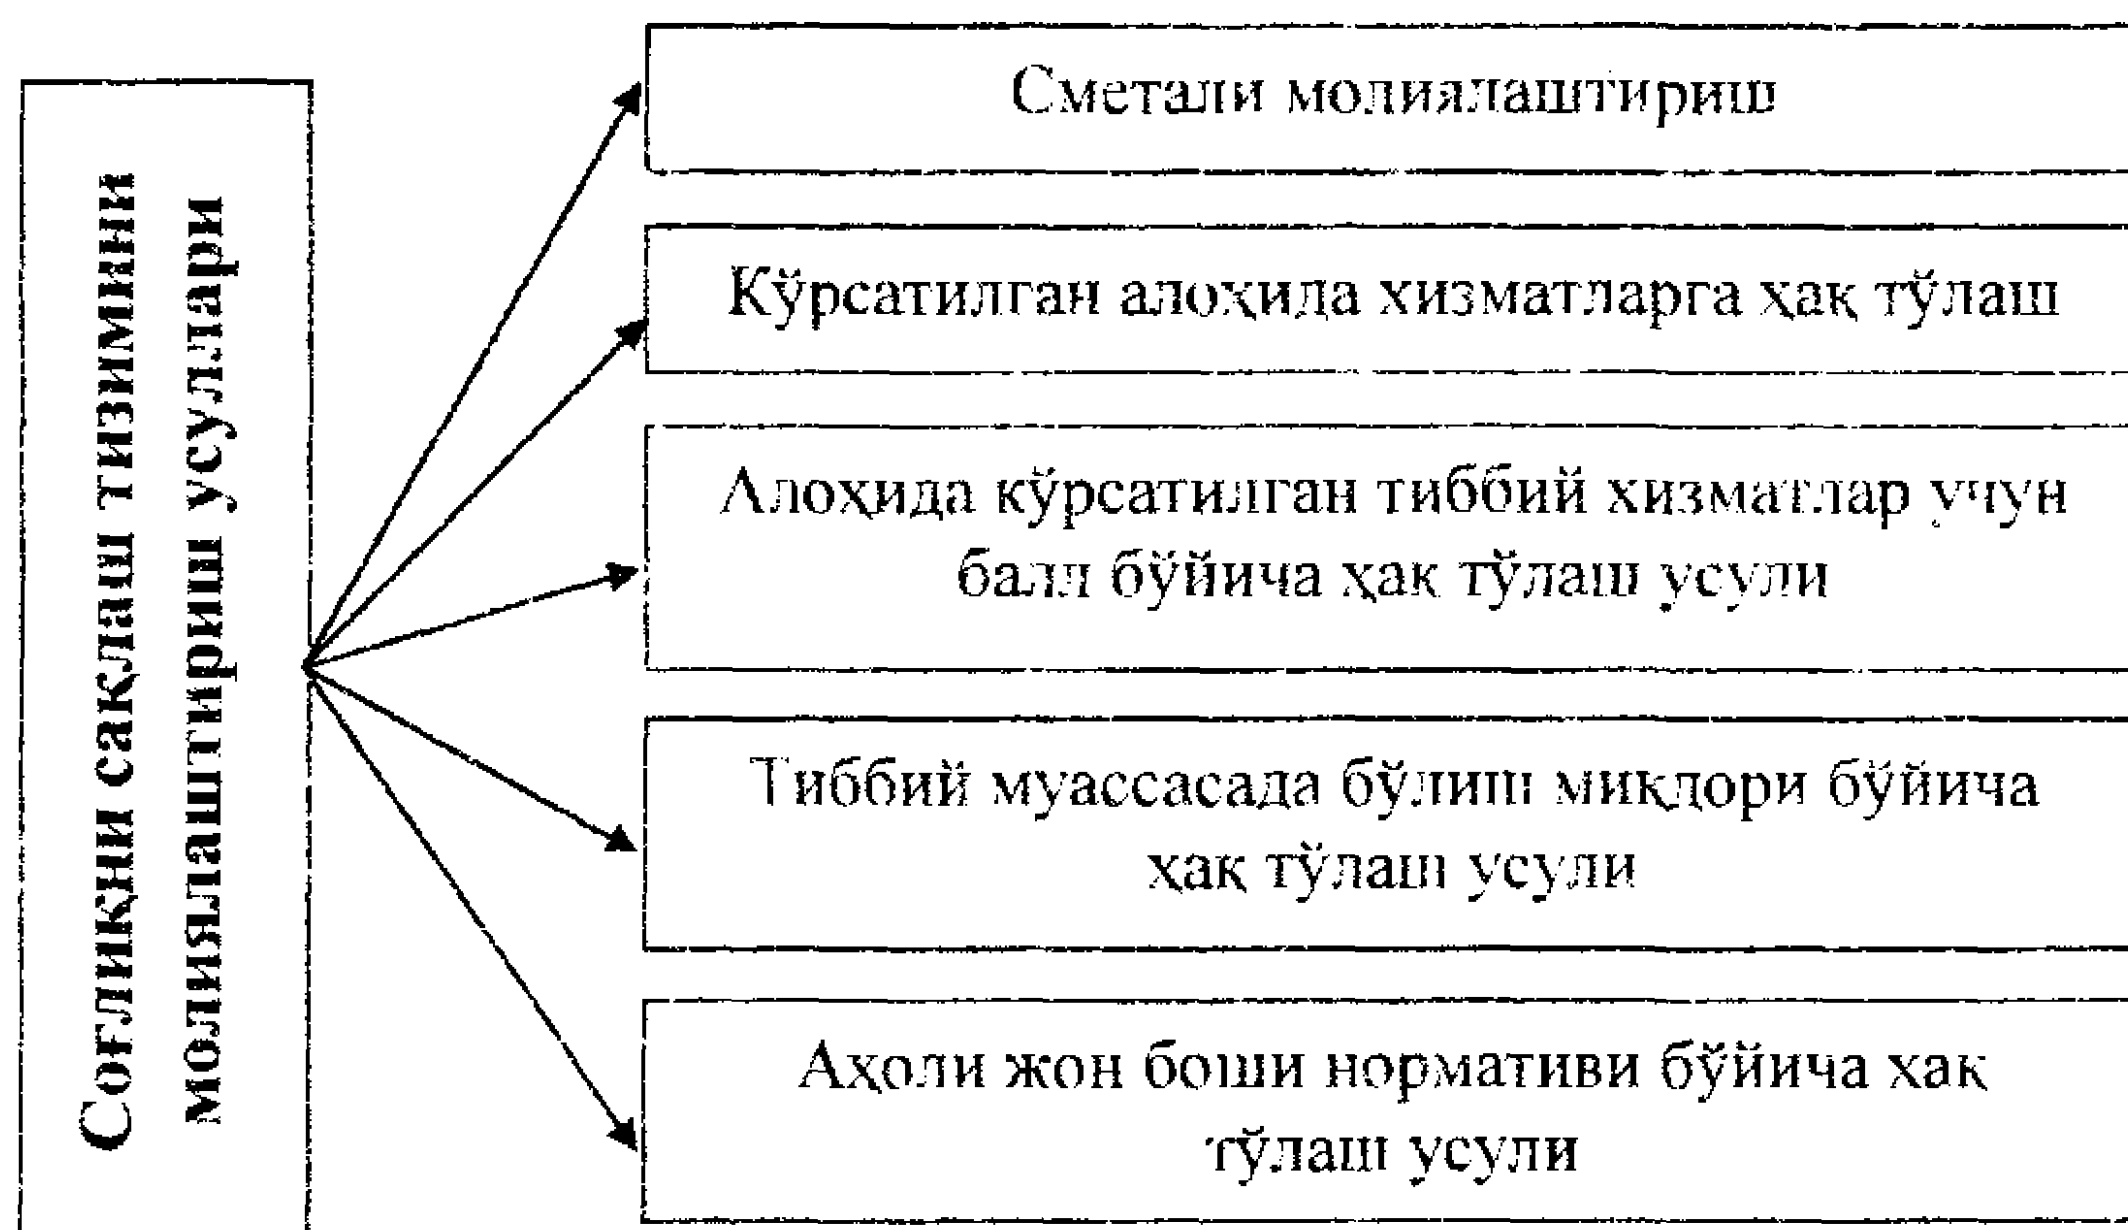 Соғлиқни сақлаш тизимини
молиялаштириш усуллари
Сметали молиялаштириш
Кўрсатилган алоҳида хизматларга ҳақ тўлаш
Алоҳида кўрсатилган тиббий хизматлар учун
балл бўйича ҳақ тўлаш усули
Тиббий муассасада бўлиш миқдори бўйича
ҳақ тўлаш усули
Аҳоли жон боши нормативи бўйича хақ
тўлаш усули